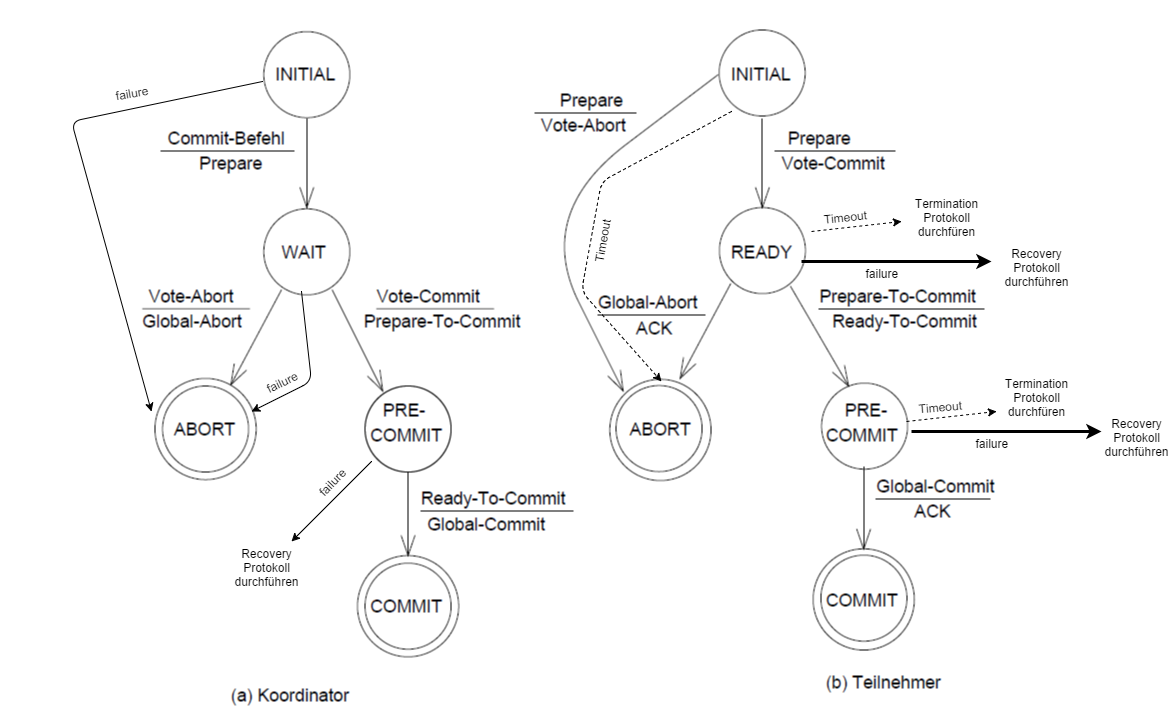 INITIAL
failure
Commit-Befehl
Prepare
WAIT
Vote-Abort
Global-Abort
Vote-Commit
Prepare-To-Commit
failure
ABORT
PRE-
COMMIT
failure
Ready-To-Commit
Global-Commit
Recovery
Protokoll
durchführen
COMMIT
(a) Koordinator
INITIAL
Prepare
Vote-Abort
Prepare
Vote-Commit
Timeout
READY
Timeout
Termination
Protokoll
durchfüren
failure
Recovery
Protokoll
durchführen
Global-Abort
ACK
Prepare-To-Commit
Ready-To-Commit
ABORT
PRE-
COMMIT
Timeout
Termination
Protokoll
durchfüren
failure
Recovery
Protokoll
durchführen
Global-Commit
ACK
COMMIT
(b) Teilnehmer